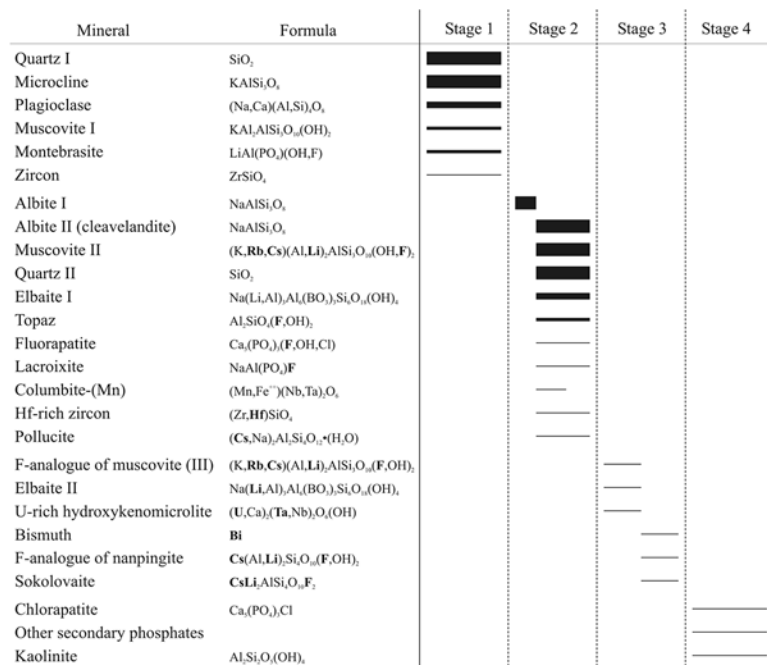 Mineral Formula Stage 1 Stage 2 Stage 3 Stage 4
Quartz I SiO₂
Microcline KAlSi₃O₈
Plagioclase (Na,Ca)(Al,Si)₄O₈
Muscovite I KAl₂AlSi₃O₁₀(OH)₂
Montebrasite LiAl(PO₄)(OH,F)
Zircon ZrSiO₄
Albite I NaAlSi₃O₈
Albite II (cleavelandite) NaAlSi₃O₈
Muscovite II (K,Rb,Cs)(Al,Li)₂AlSi₃O₁₀(OH,F)₂
Quartz II SiO₂
Elbaite I Na(Li,Al)₃Al₆(BO₃)₃Si₆O₁₈(OH)₄
Topaz Al₂SiO₄(F,OH)₂
Fluorapatite Ca₅(PO₄)₃(F,OH,Cl)
Lacroixite NaAl(PO₄)F
Columbite-(Mn) (Mn,Fe⁺⁺)(Nb,Ta)₂O₆
Hf-rich zircon (Zr,Hf)SiO₄
Pollucite (Cs,Na)₂Al₂Si₄O₁₂•(H₂O)
F-analogue of muscovite (III) (K,Rb,Cs)(Al,Li)₂AlSi₃O₁₀(F,OH)₂
Elbaite II Na(Li,Al)₃Al₆(BO₃)₃Si₆O₁₈(OH)₄
U-rich hydroxykenomicrolite (U,Ca)₂(Ta,Nb)₂O₆(OH)
Bismuth Bi
F-analogue of nanpingite Cs(Al,Li)₂Si₄O₁₀(F,OH)₂
Sokolovaite CsLi₂AlSi₄O₁₀F₂
Chlorapatite Ca₅(PO₄)₃Cl
Other secondary phosphates
Kaolinite Al₂Si₂O₅(OH)₄